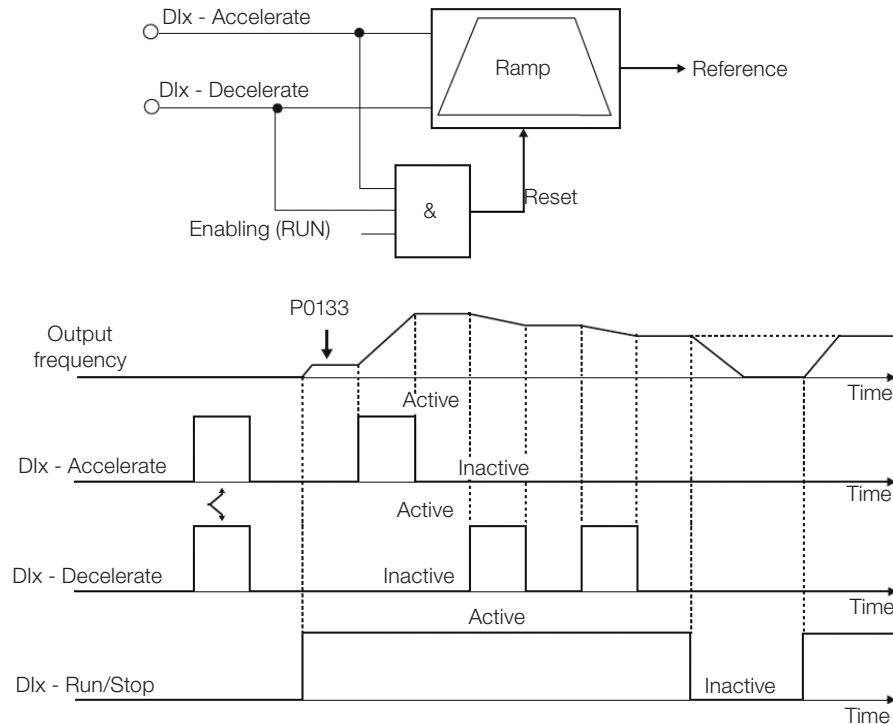 DIx - Accelerate
Ramp
Reference
DIx - Decelerate
&
Reset
Enabling (RUN)
P0133
Output
frequency
Time
Active
DIx - Accelerate
Inactive
Time
Active
DIx - Decelerate
Inactive
Time
Active
DIx - Run/Stop
Inactive
Time